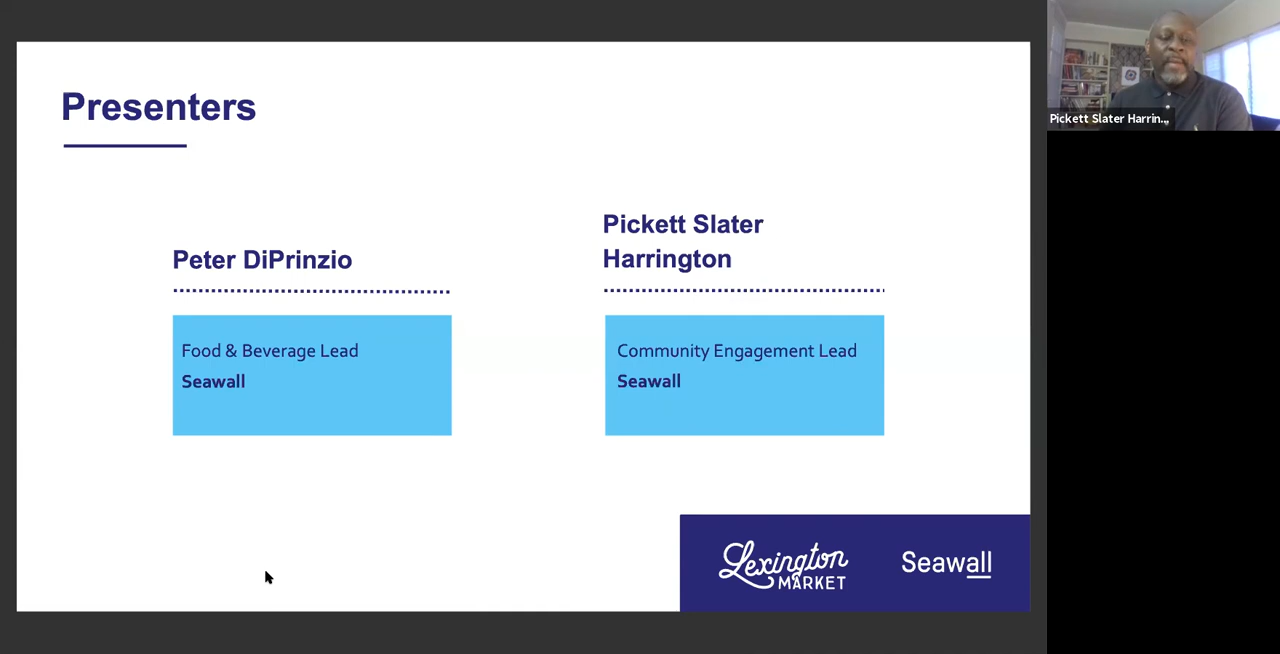 Presenters
Pickett Slater Harrin...
Peter DiPrinzio
Food & Beverage Lead
Seawall
Pickett Slater
Harrington
Community Engagement Lead
Seawall
Lexington
MARKET
Seawall